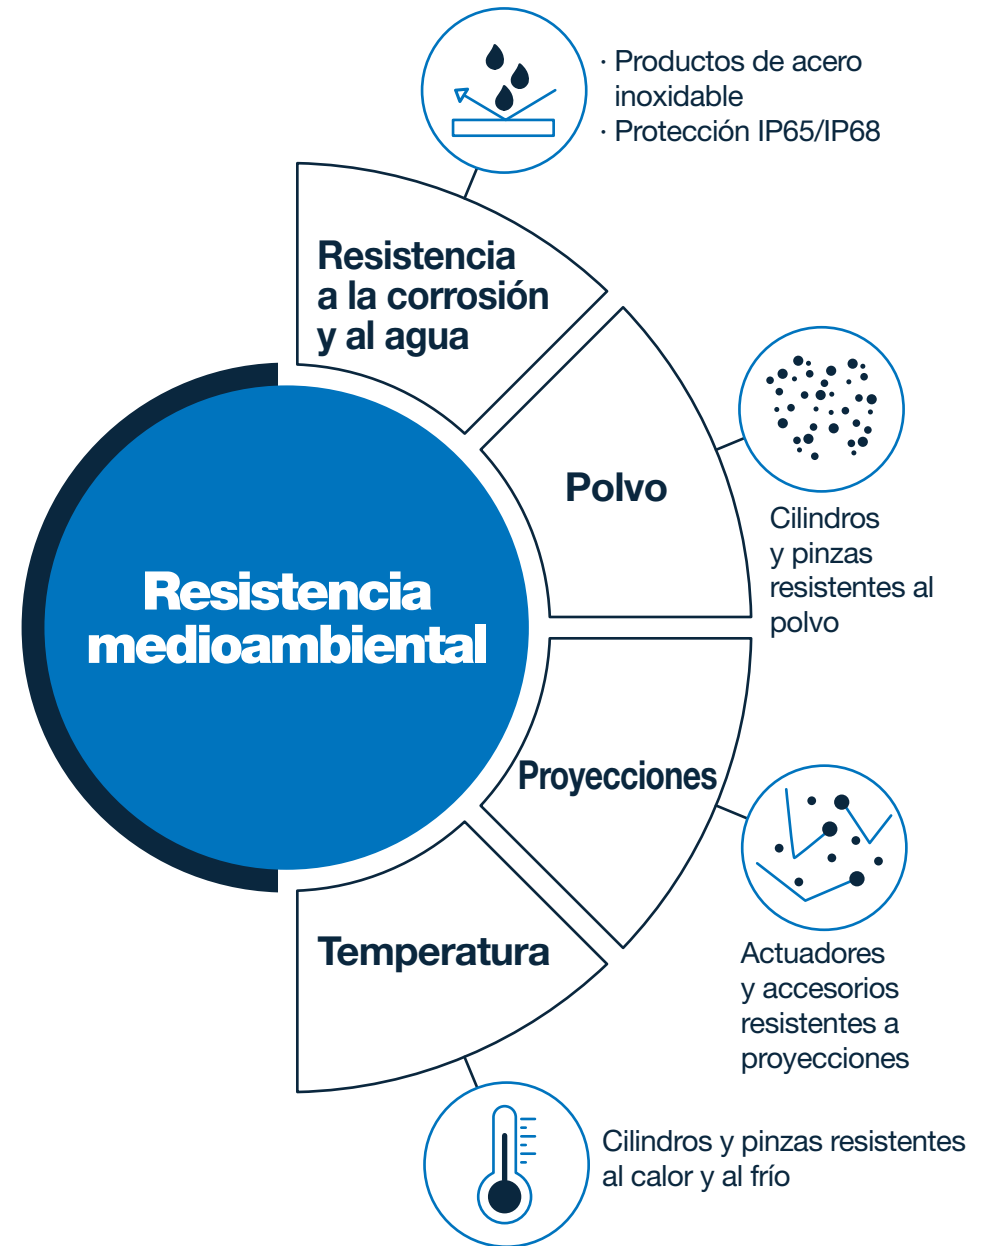 · Productos de acero
inoxidable
· Protección IP65/IP68
Resistencia
a la corrosión
y al agua
Polvo
Cilindros
y pinzas
resistentes al
polvo
Resistencia
medioambiental
Proyecciones
Actuadores
y accesorios
resistentes a
proyecciones
Temperatura
Cilindros y pinzas resistentes
al calor y al frío